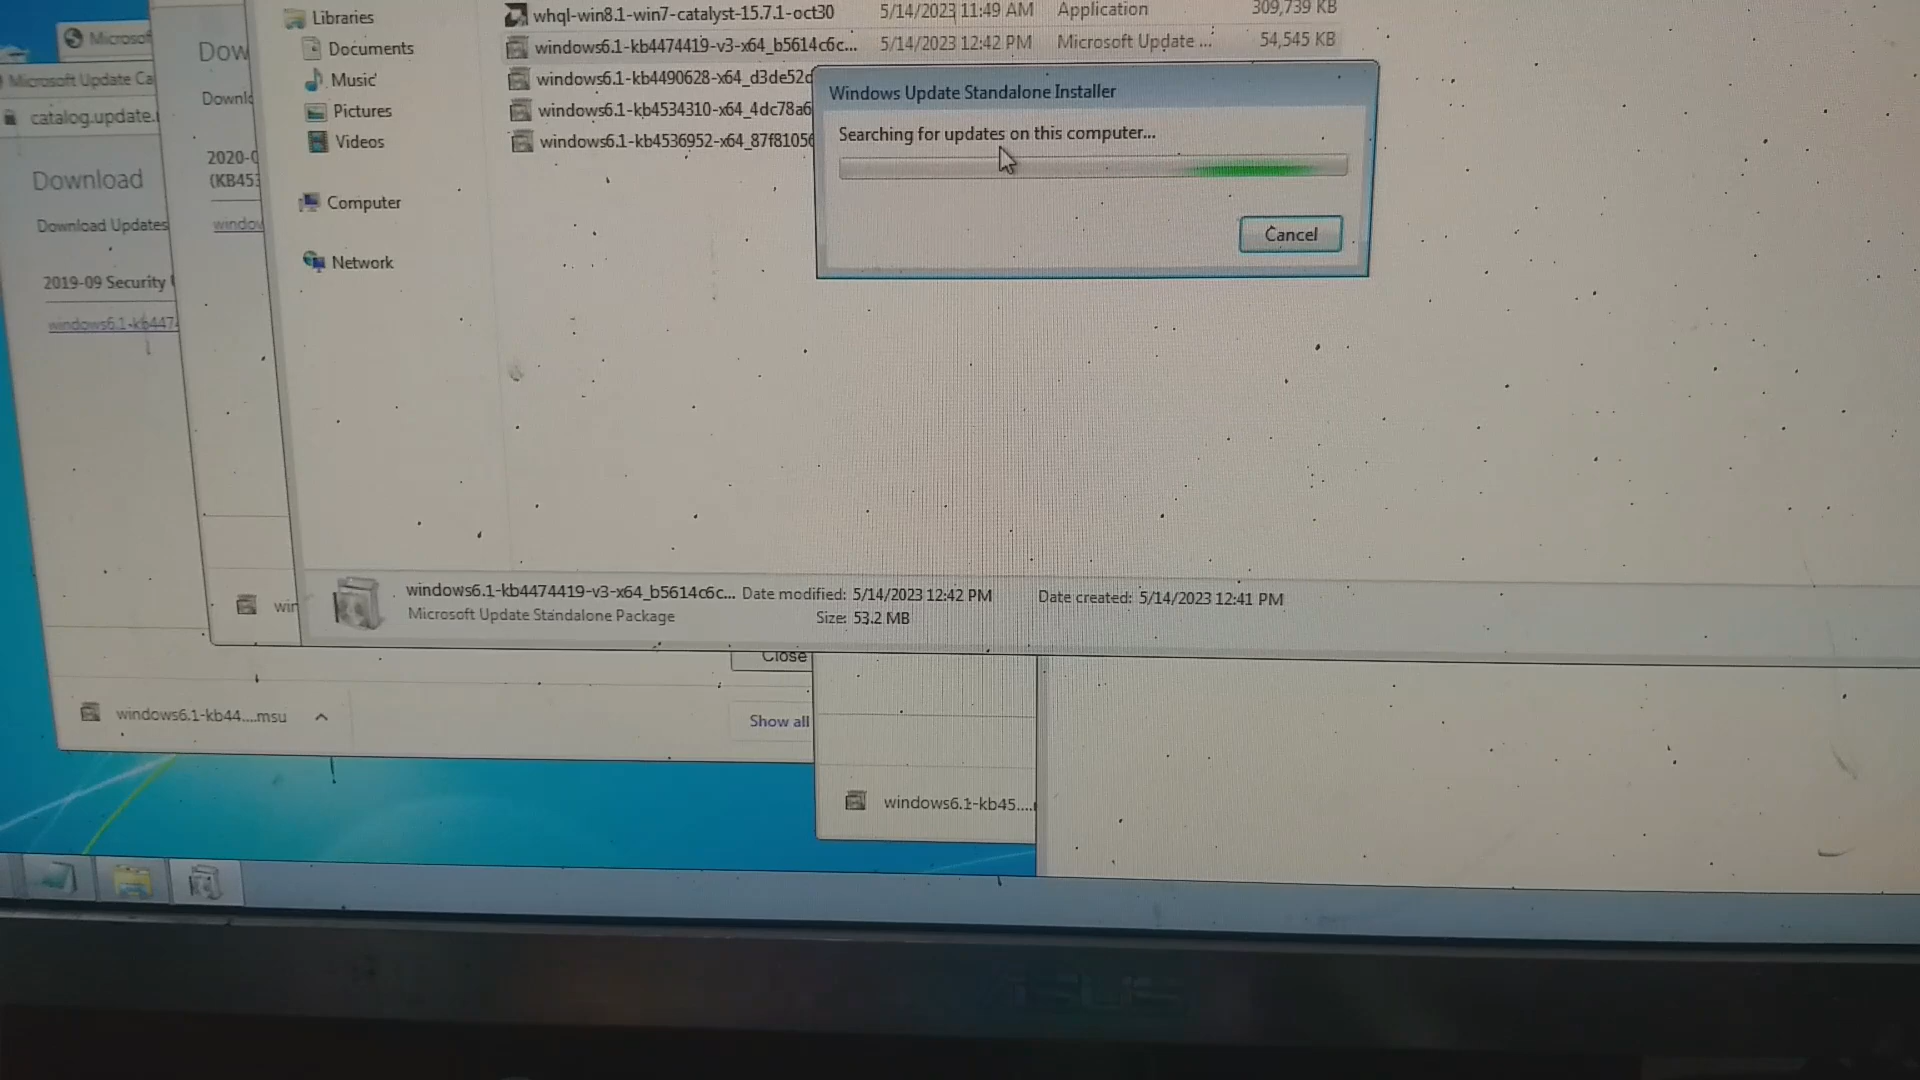 Microsof
Microsoft Update Ca
catalog.update.
Download
Download Updates
2019-09 Security
windows6.1-kb447
Dow
Downlo
2020-0
(KB453
window
win
Libraries
Documents
Music
Pictures
Videos
Computer
Network
whql-win8.1-win7-catalyst-15.7.1-oct30 5/14/2023 11:49 AM Application 309,739 KB
windows6.1-kb4474419-v3-x64_b5614c6c... 5/14/2023 12:42 PM Microsoft Update ... 54,545 KB
windows6.1-kb4490628-x64_d3de52d
windows6.1-kb4534310-x64_4dc78a6
windows6.1-kb4536952-x64_87f81056
Windows Update Standalone Installer
Searching for updates on this computer...
Cancel
windows6.1-kb4474419-v3-x64_b5614c6c... Date modified: 5/14/2023 12:42 PM Date created: 5/14/2023 12:41 PM
Microsoft Update Standalone Package Size: 53.2 MB
Close
windows6.1-kb44....msu
Show all
windows6.1-kb45....
ASUS